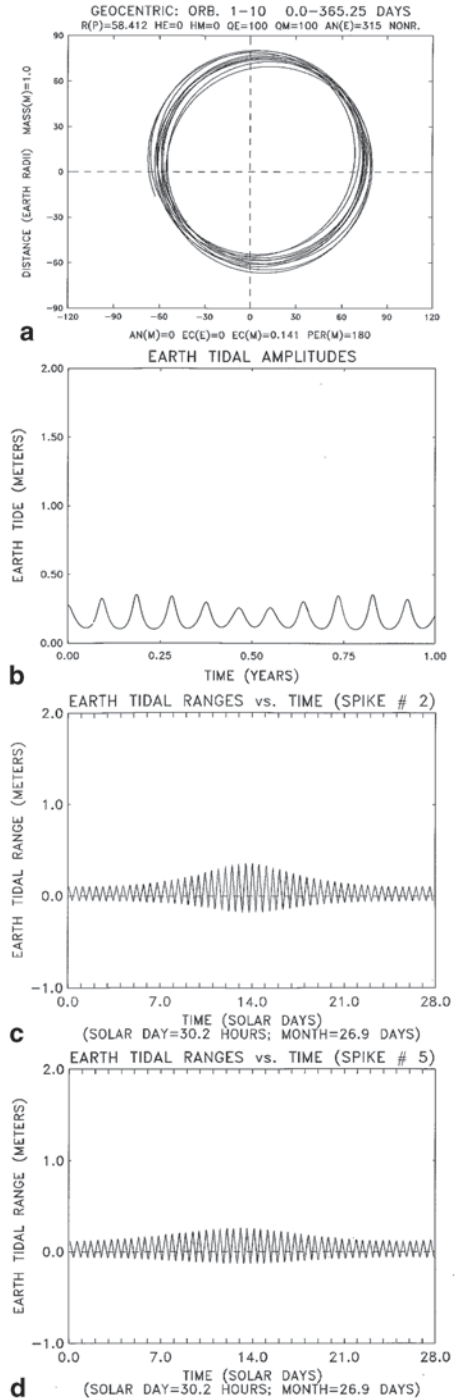 GEOCENTRIC: ORB. 1-10 0.0-365.25 DAYS
R(P)=58.412 HE=0 HM=0 QE=100 QM=100 AN(E)=315 NONR.
DISTANCE (EARTH RADII) MASS(M)=1.0
90
60
30
0
-30
-60
-90
-120 -90 -60 -30 0 30 60 90 120
AN(M)=0 EC(E)=0 EC(M)=0.141 PER(M)=180
a
EARTH TIDAL AMPLITUDES
EARTH TIDE (METERS)
2.00
1.50
1.00
0.50
0.00
0.00 0.25 0.50 0.75 1.00
TIME (YEARS)
b
EARTH TIDAL RANGES vs. TIME (SPIKE # 2)
EARTH TIDAL RANGE (METERS)
2.0
1.0
0.0
-1.0
0.0 7.0 14.0 21.0 28.0
TIME (SOLAR DAYS)
(SOLAR DAY=30.2 HOURS; MONTH=26.9 DAYS)
c
EARTH TIDAL RANGES vs. TIME (SPIKE # 5)
EARTH TIDAL RANGE (METERS)
2.0
1.0
0.0
-1.0
0.0 7.0 14.0 21.0 28.0
TIME (SOLAR DAYS)
(SOLAR DAY=30.2 HOURS; MONTH=26.9 DAYS)
d